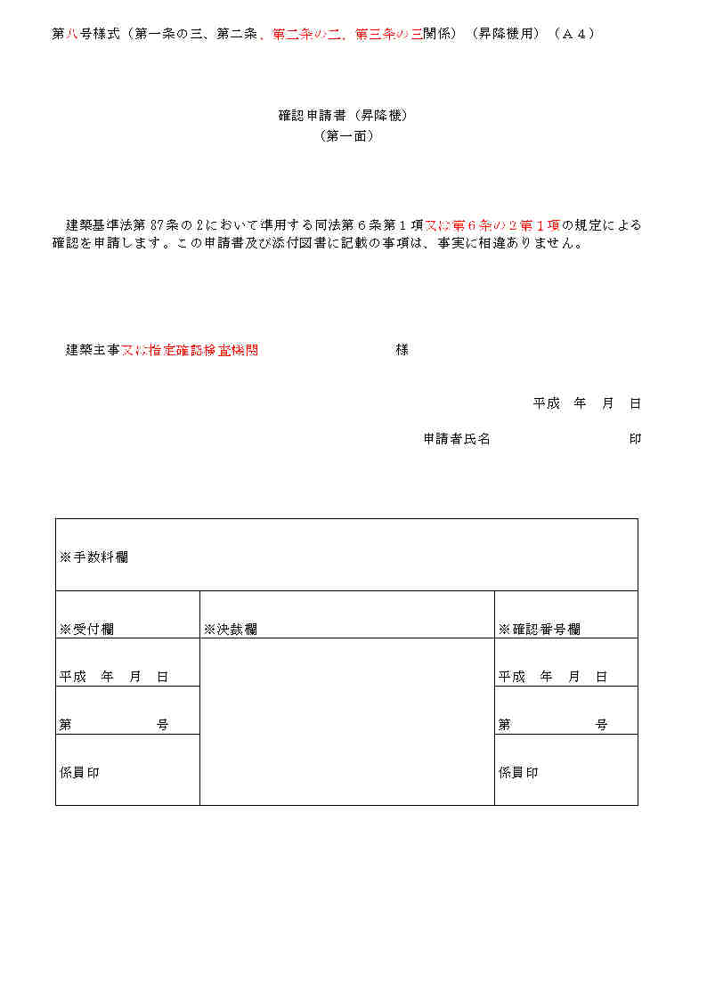 第八号様式（第一条の三、第二条、第二条の二、第三条の三関係）（昇降機用）（Ａ４）
確認申請書（昇降機）
（第一面）
建築基準法第87条の2において準用する同法第６条第１項又は第６条の２第１項の規定による
確認を申請します。この申請書及び添付図書に記載の事項は、事実に相違ありません。
建築主事又は指定確認検査機関　　　　　　　　　　様
平成　年　月　日
申請者氏名　　　　　　　　　　印
※手数料欄
※受付欄　※決裁欄　※確認番号欄
平成　年　月　日　平成　年　月　日
第　　　　　　号　第　　　　　　号
係員印　係員印